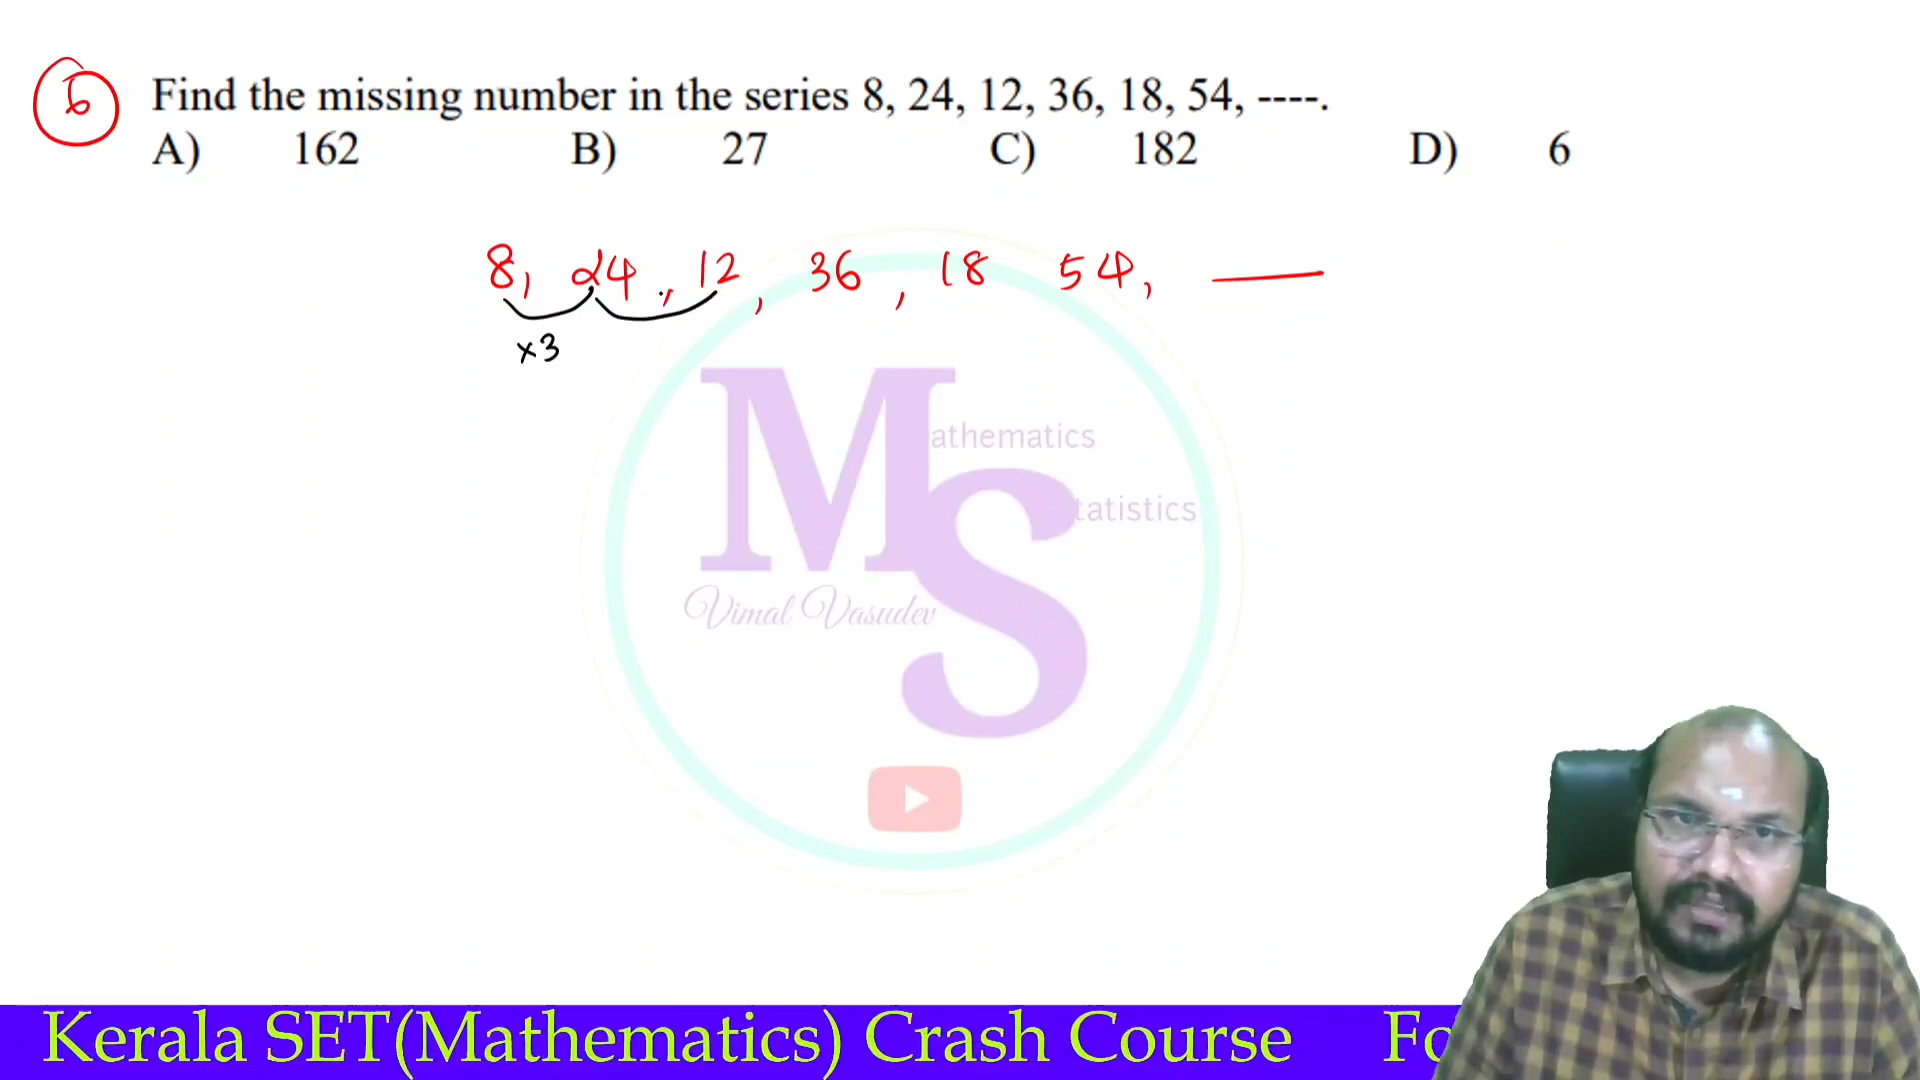 6
Find the missing number in the series 8, 24, 12, 36, 18, 54, ----.
A) 162 B) 27 C) 182 D) 6
8, 24, 12, 36, 18 54, ——
×3
M
athematics
S
tatistics
Vimal Vasudev
Kerala SET(Mathematics) Crash Course Fo